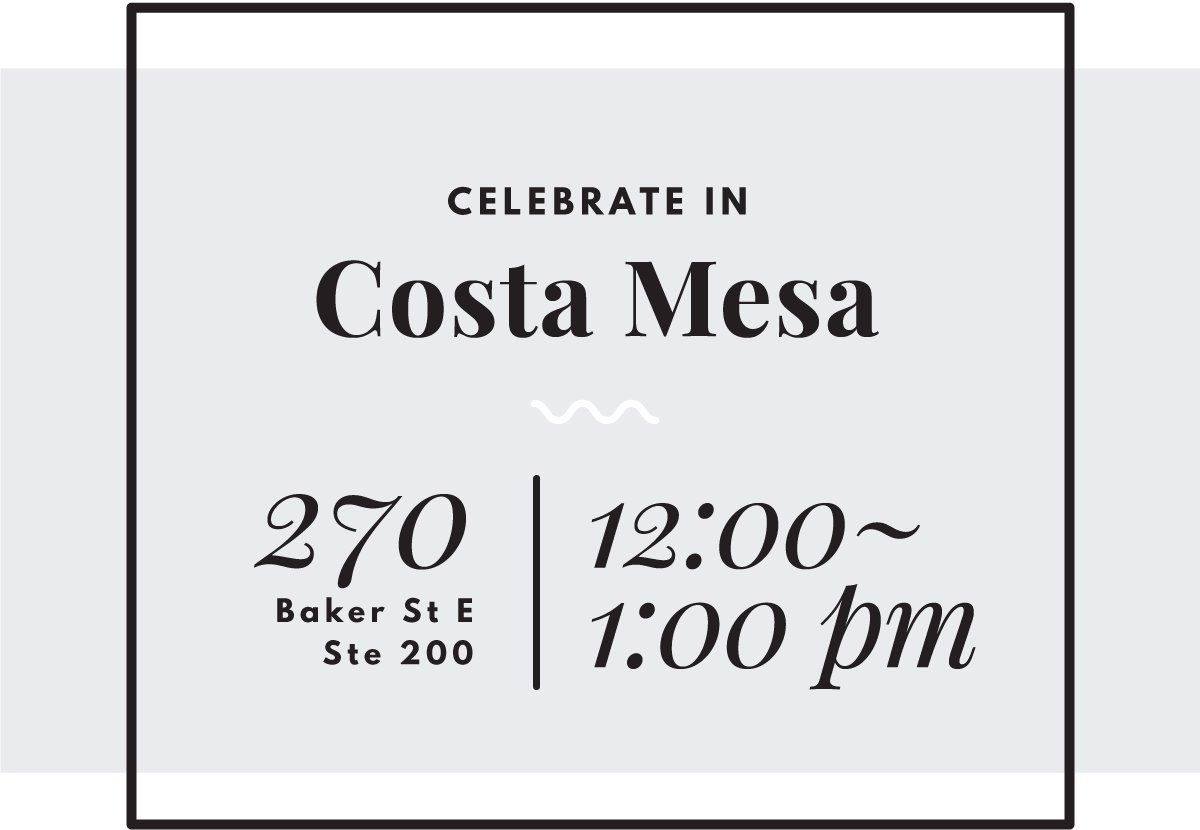 CELEBRATE IN
Costa Mesa
270
Baker St E
Ste 200
12:00~
1:00 pm